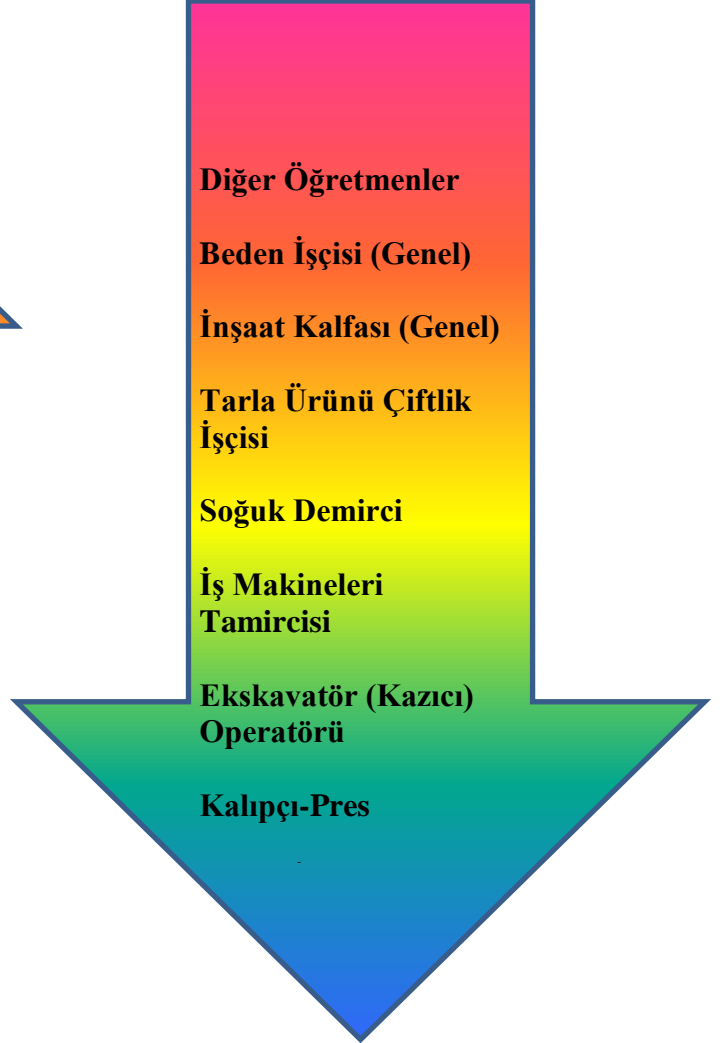 Diğer Öğretmenler
Beden İşçisi (Genel)
İnşaat Kalfası (Genel)
Tarla Ürünü Çiftlik
İşçisi
Soğuk Demirci
İş Makineleri
Tamircisi
Ekskavatör (Kazıcı)
Operatörü
Kalıpçı-Pres